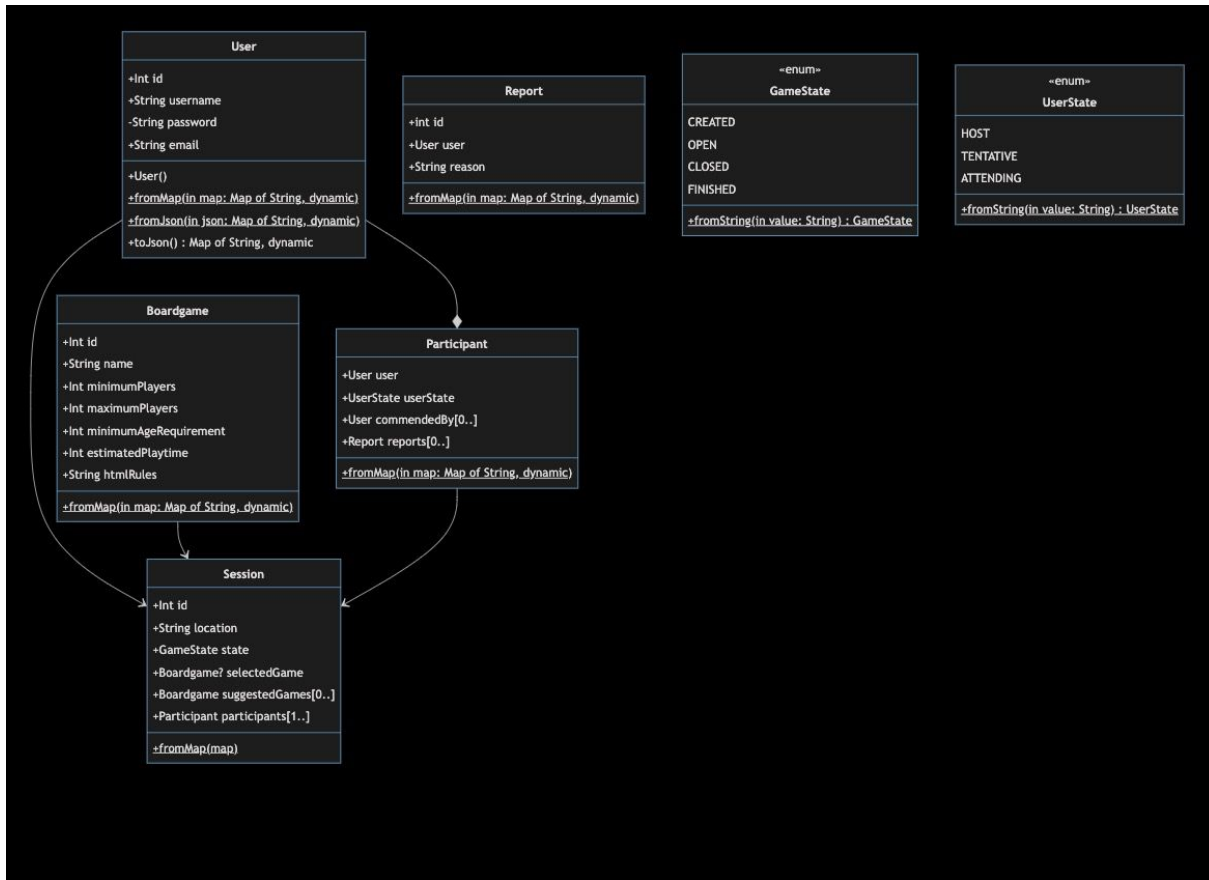 User
+Int id
+String username
-String password
+String email
+User()
+fromMap(in map: Map of String, dynamic)
+fromJson(in json: Map of String, dynamic)
+toJson() : Map of String, dynamic
Report
+int id
+User user
+String reason
+fromMap(in map: Map of String, dynamic)
«enum»
GameState
CREATED
OPEN
CLOSED
FINISHED
+fromString(in value: String) : GameState
«enum»
UserState
HOST
TENTATIVE
ATTENDING
+fromString(in value: String) : UserState
Boardgame
+Int id
+String name
+Int minimumPlayers
+Int maximumPlayers
+Int minimumAgeRequirement
+Int estimatedPlaytime
+String htmlRules
+fromMap(in map: Map of String, dynamic)
Participant
+User user
+UserState userState
+User commendedBy[0..]
+Report reports[0..]
+fromMap(in map: Map of String, dynamic)
Session
+Int id
+String location
+GameState state
+Boardgame? selectedGame
+Boardgame suggestedGames[0..]
+Participant participants[1..]
+fromMap(map)